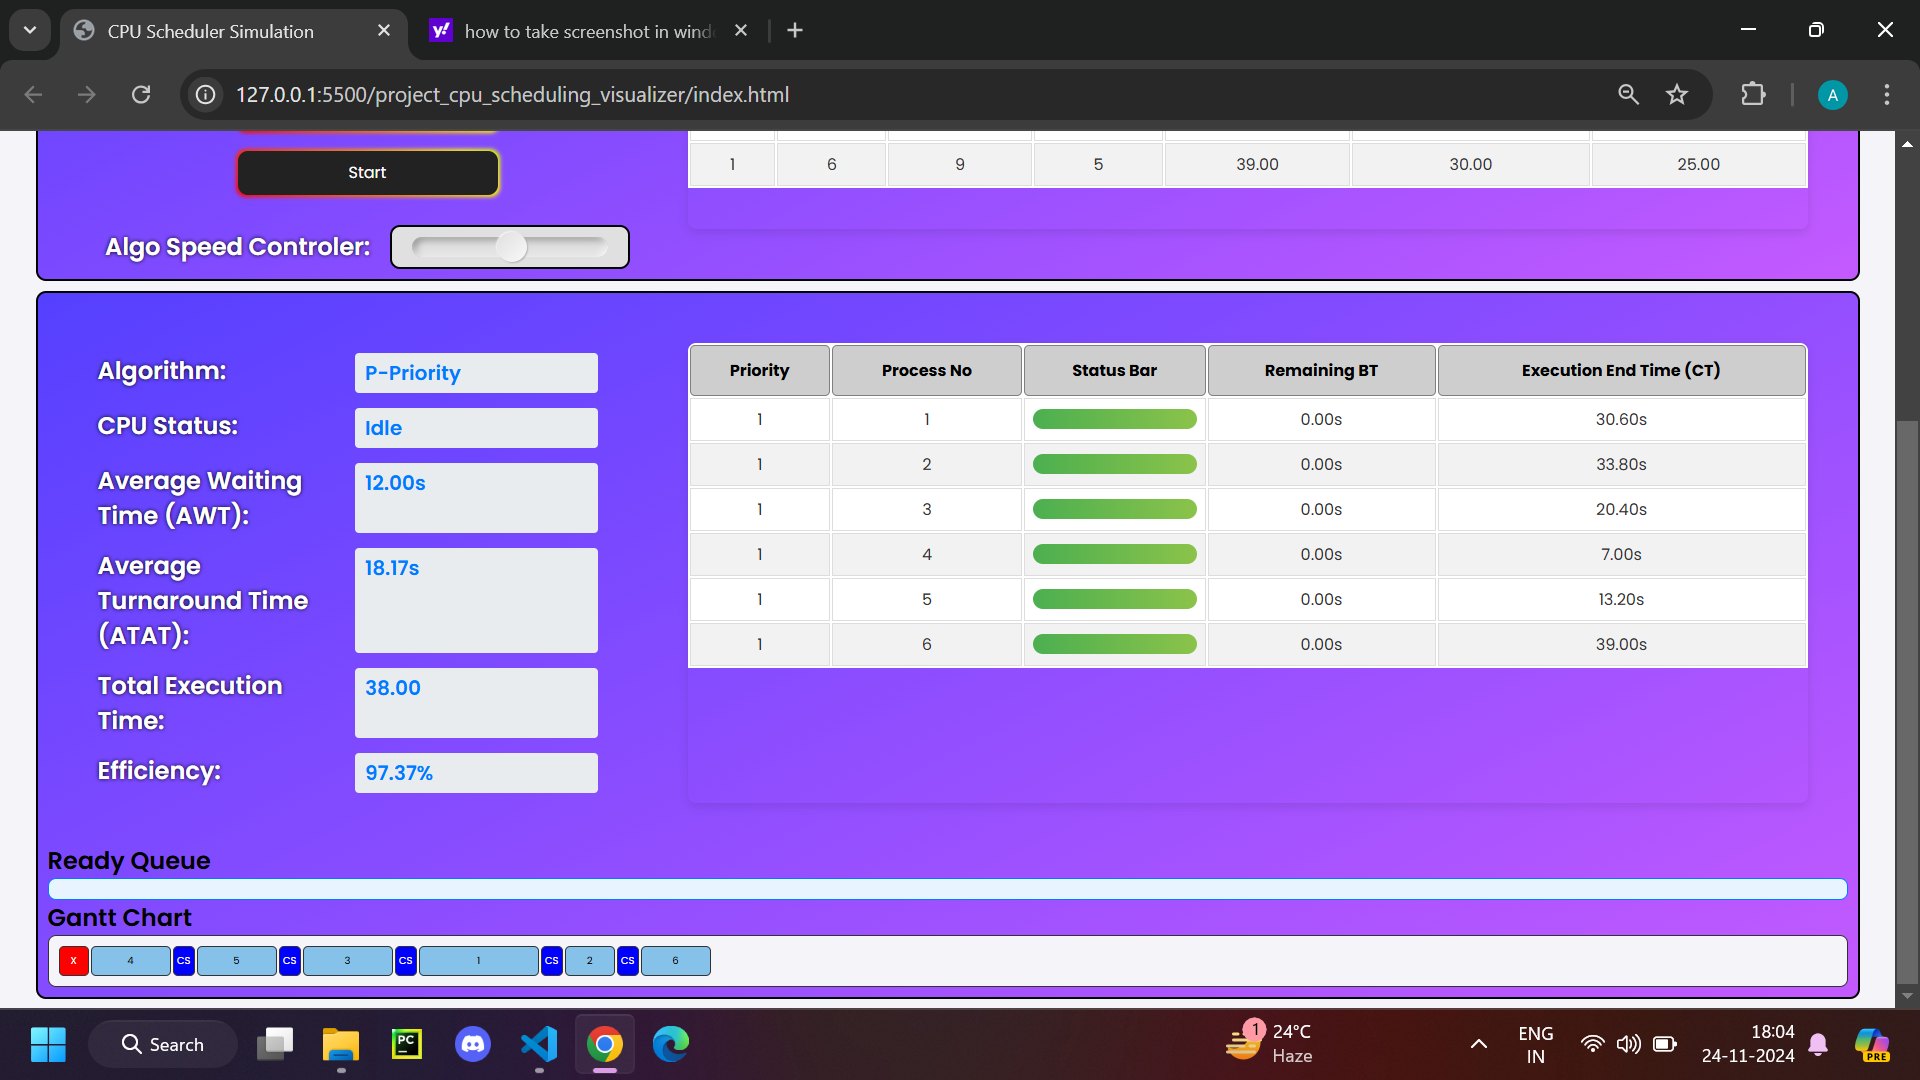 CPU Scheduler Simulation
how to take screenshot in wind
127.0.0.1:5500/project_cpu_scheduling_visualizer/index.html
A
Start
1 6 9 5 39.00 30.00 25.00
Algo Speed Controler:
Algorithm: P-Priority
CPU Status: Idle
Average Waiting
Time (AWT):
12.00s
Average
Turnaround Time
(ATAT):
18.17s
Total Execution
Time:
38.00
Efficiency: 97.37%
Priority Process No Status Bar Remaining BT Execution End Time (CT)
1 1 0.00s 30.60s
1 2 0.00s 33.80s
1 3 0.00s 20.40s
1 4 0.00s 7.00s
1 5 0.00s 13.20s
1 6 0.00s 39.00s
Ready Queue
Gantt Chart
X 4 CS 5 CS 3 CS 1 CS 2 CS 6
Search
PC
1
24°C
Haze
ENG
IN
18:04
24-11-2024
PRE